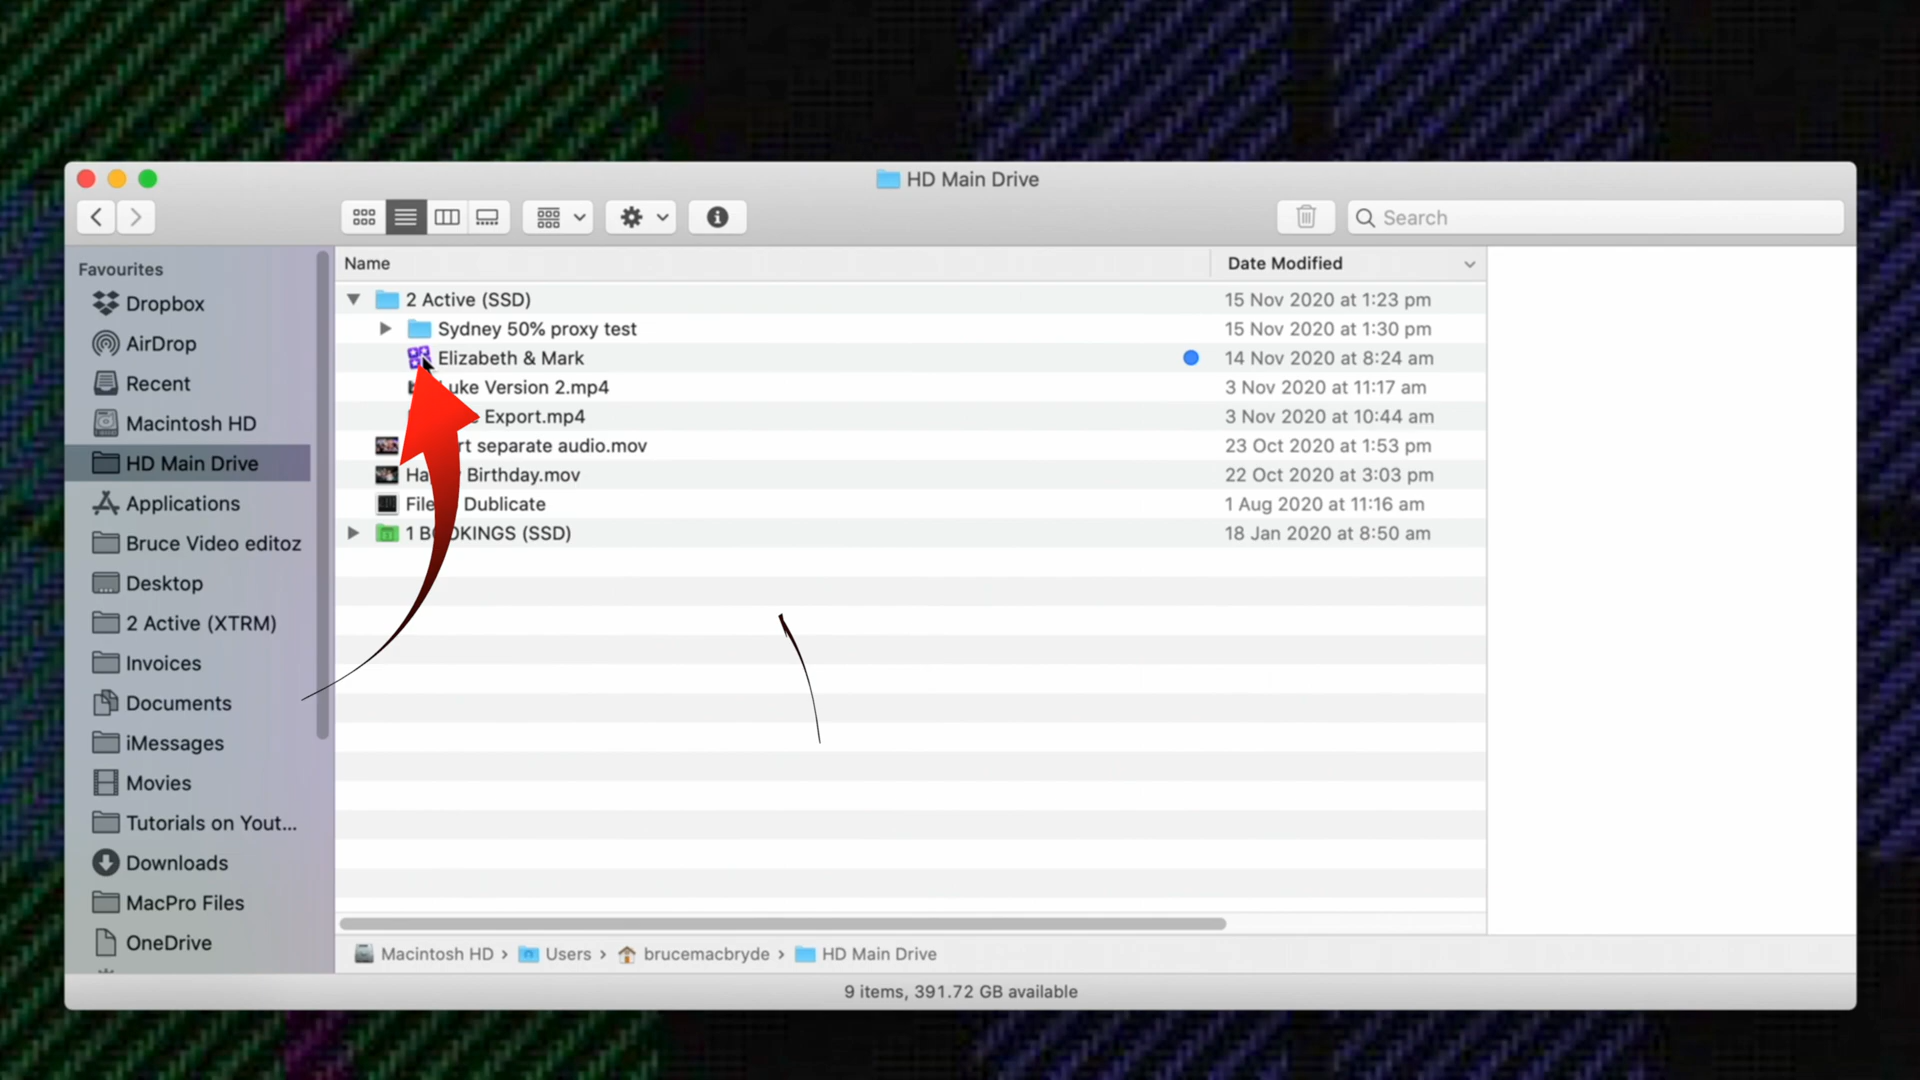 HD Main Drive
Search
Favourites
Dropbox
AirDrop
Recent
Macintosh HD
HD Main Drive
Applications
Bruce Video editoz
Desktop
2 Active (XTRM)
Invoices
Documents
iMessages
Movies
Tutorials on Yout...
Downloads
MacPro Files
OneDrive
Name Date Modified
2 Active (SSD) 15 Nov 2020 at 1:23 pm
Sydney 50% proxy test 15 Nov 2020 at 1:30 pm
Elizabeth & Mark 14 Nov 2020 at 8:24 am
Version 2.mp4 3 Nov 2020 at 11:17 am
Export.mp4 3 Nov 2020 at 10:44 am
separate audio.mov 23 Oct 2020 at 1:53 pm
Birthday.mov 22 Oct 2020 at 3:03 pm
Dublicate 1 Aug 2020 at 11:16 am
1 BOOKINGS (SSD) 18 Jan 2020 at 8:50 am
Macintosh HD › Users › brucemacbryde › HD Main Drive
9 items, 391.72 GB available